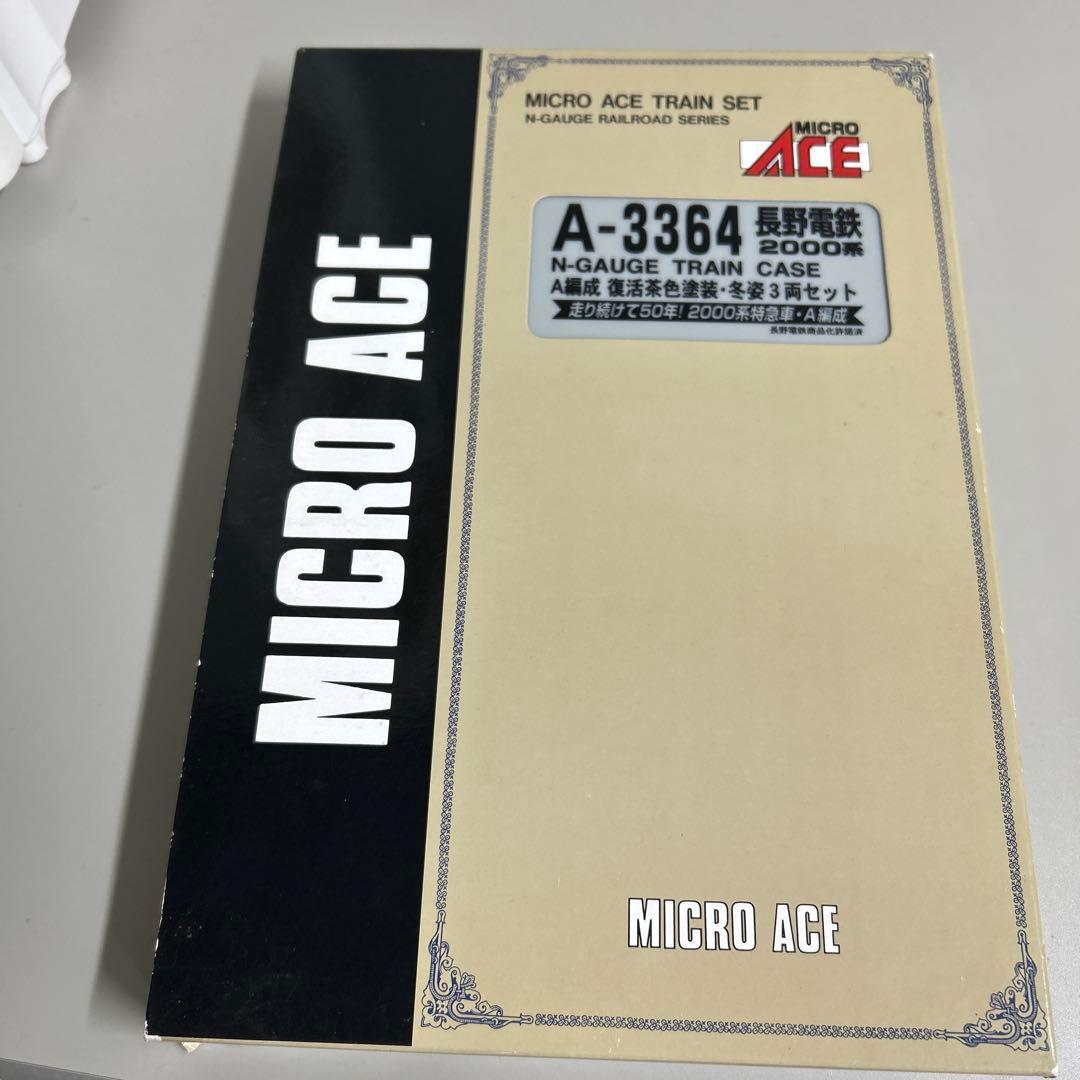 MICRO ACE
MICRO ACE TRAIN SET
N-GAUGE RAILROAD SERIES
MICRO
ACE
A-3364 長野電鉄
2000系
N-GAUGE TRAIN CASE
A編成 復活茶色塗装・冬姿3両セット
走り続けて50年! 2000系特急車・A編成
長野電鉄商品化許諾済
MICRO ACE